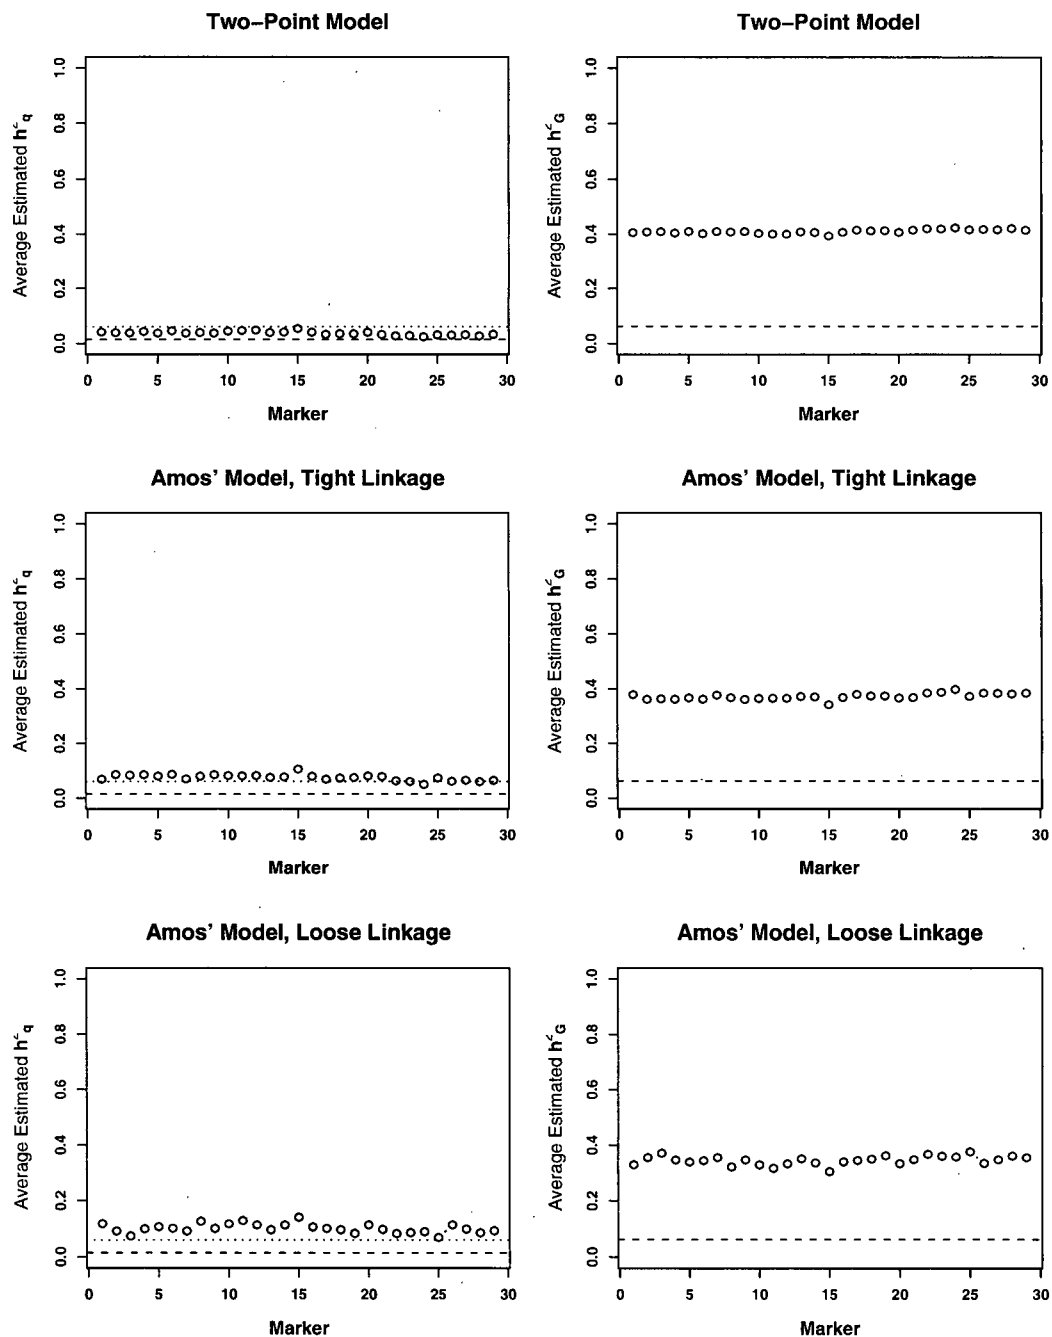 Two–Point Model
Average Estimated h²q
1.0
0.8
0.6
0.4
0.2
0.0
0 5 10 15 20 25 30
Marker
Two–Point Model
Average Estimated h²G
1.0
0.8
0.6
0.4
0.2
0.0
0 5 10 15 20 25 30
Marker
Amos' Model, Tight Linkage
Average Estimated h²q
1.0
0.8
0.6
0.4
0.2
0.0
0 5 10 15 20 25 30
Marker
Amos' Model, Tight Linkage
Average Estimated h²G
1.0
0.8
0.6
0.4
0.2
0.0
0 5 10 15 20 25 30
Marker
Amos' Model, Loose Linkage
Average Estimated h²q
1.0
0.8
0.6
0.4
0.2
0.0
0 5 10 15 20 25 30
Marker
Amos' Model, Loose Linkage
Average Estimated h²G
1.0
0.8
0.6
0.4
0.2
0.0
0 5 10 15 20 25 30
Marker